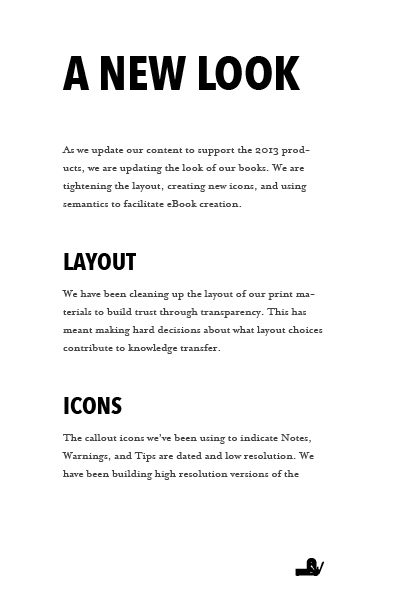 A NEW LOOK
As we update our content to support the 2013 prod-
ucts, we are updating the look of our books. We are
tightening the layout, creating new icons, and using
semantics to facilitate eBook creation.
LAYOUT
We have been cleaning up the layout of our print ma-
terials to build trust through transparency. This has
meant making hard decisions about what layout choices
contribute to knowledge transfer.
ICONS
The callout icons we've been using to indicate Notes,
Warnings, and Tips are dated and low resolution. We
have been building high resolution versions of the